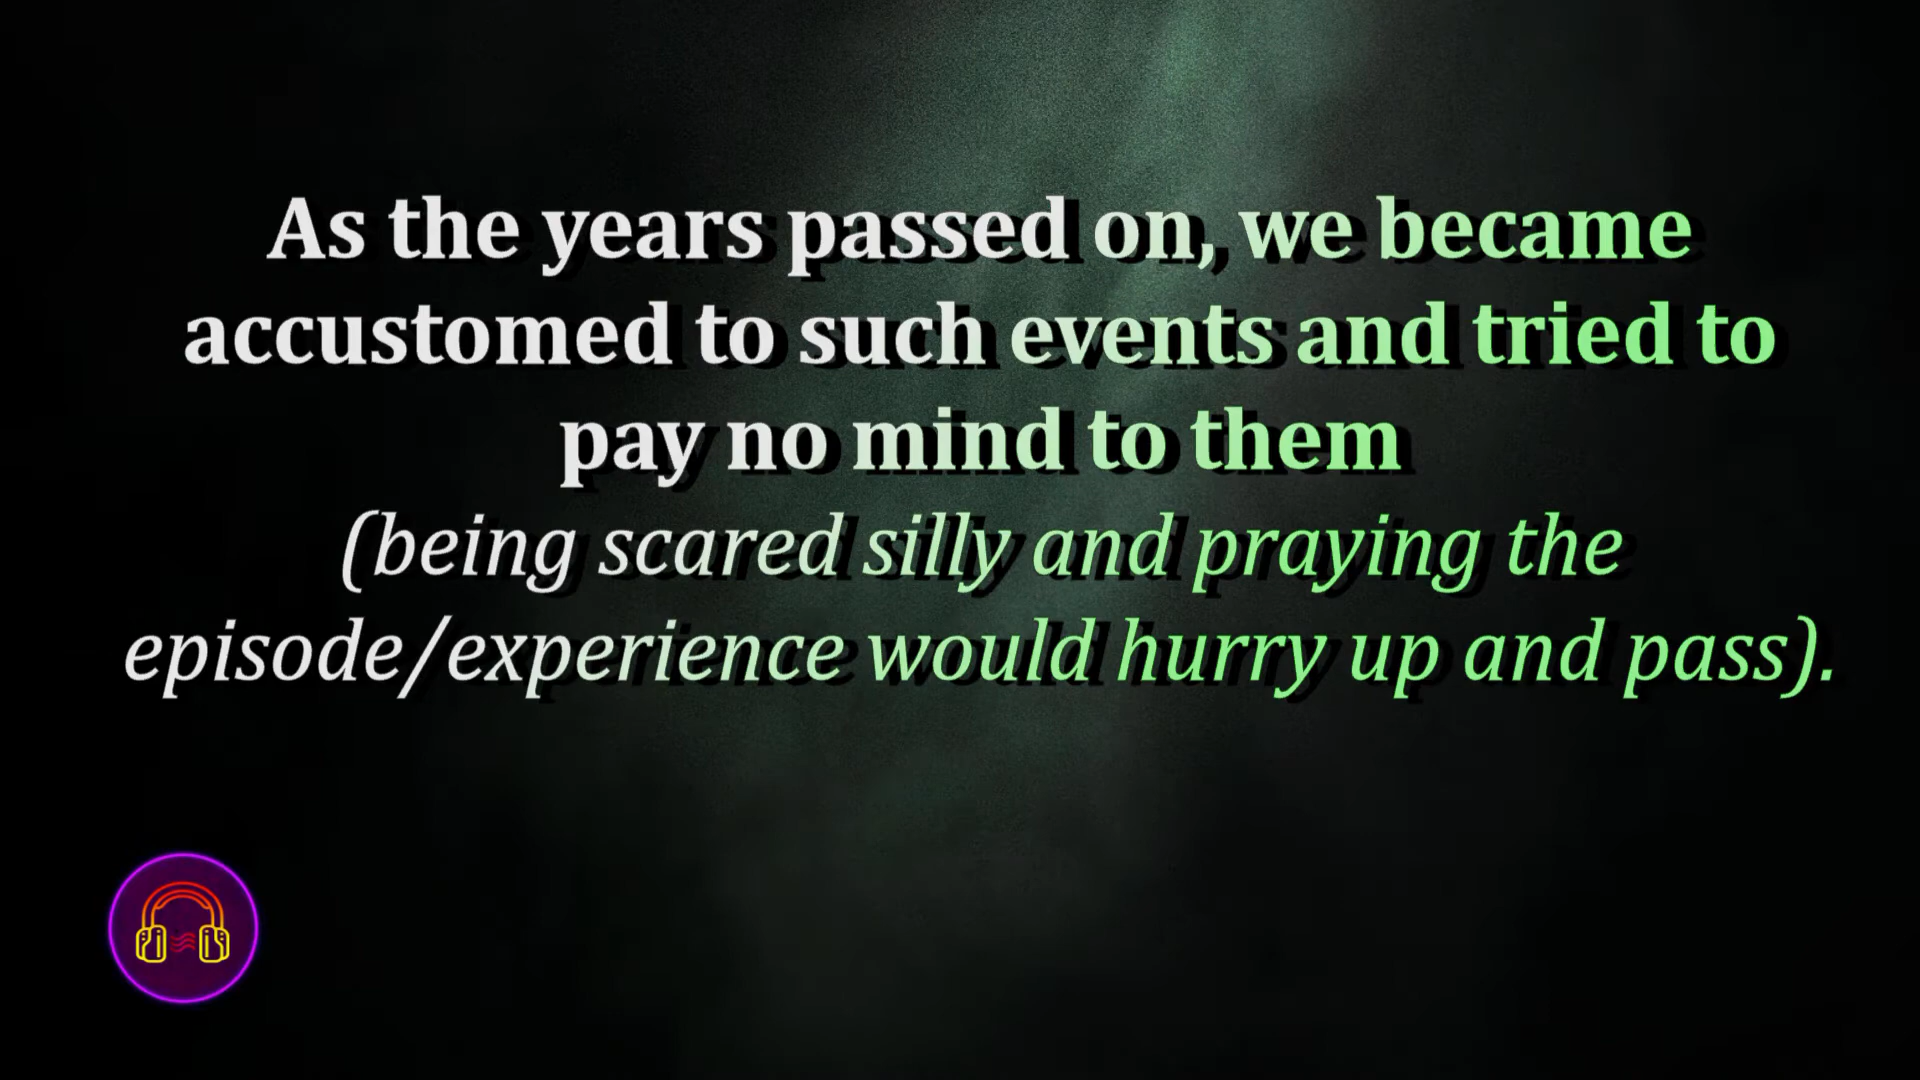 As the years passed on, we became
accustomed to such events and tried to
pay no mind to them
(being scared silly and praying the
episode/experience would hurry up and pass).